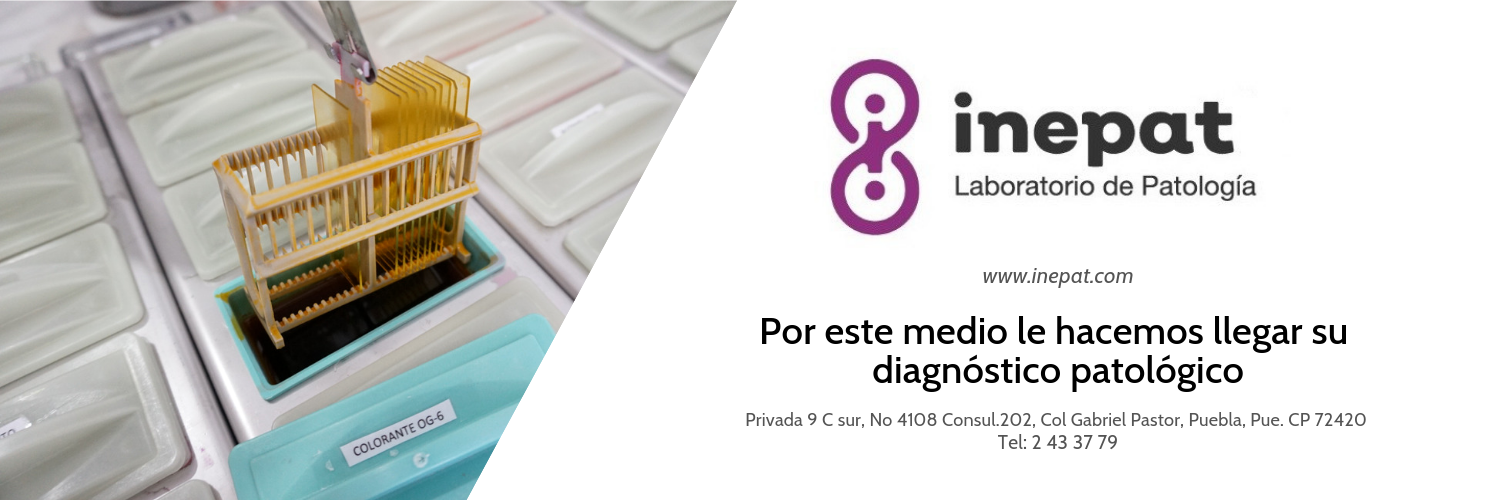 inepat
Laboratorio de Patología
www.inepat.com
Por este medio le hacemos llegar su
diagnóstico patológico
Privada 9 C sur, No 4108 Consul.202, Col Gabriel Pastor, Puebla, Pue. CP 72420
Tel: 2 43 37 79
COLORANTE OG-6